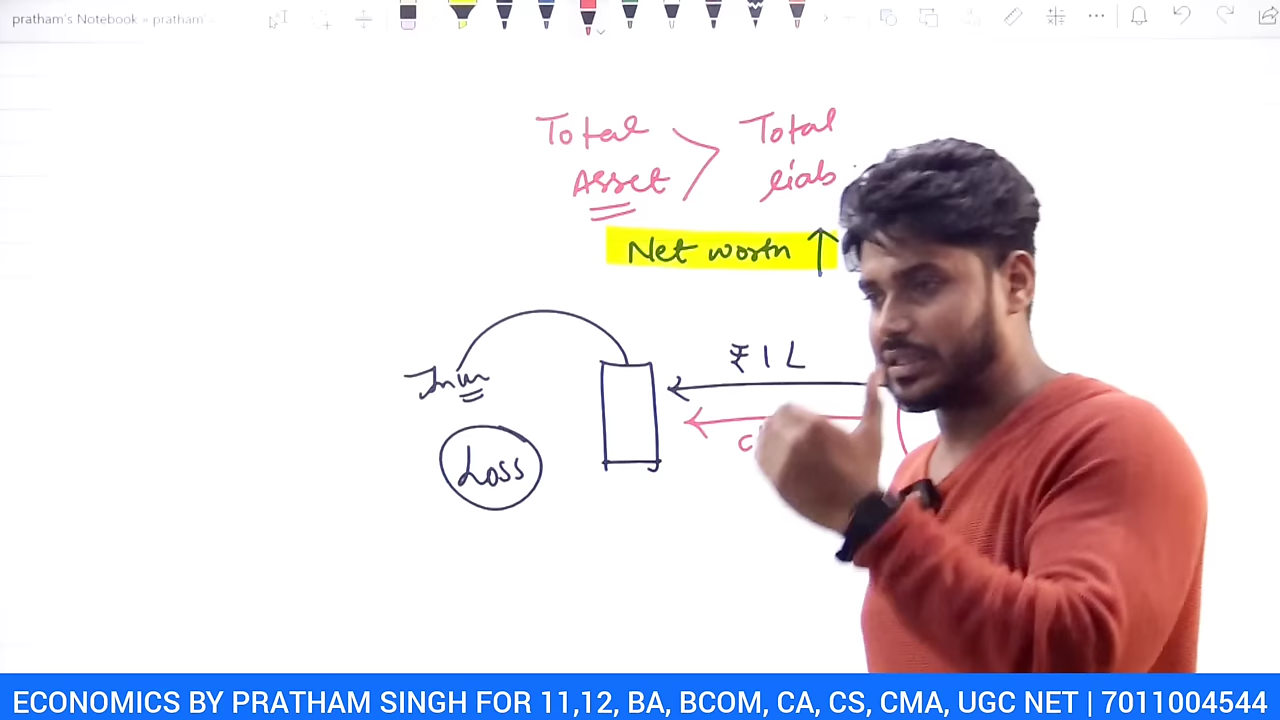 pratham's Notebook » pratham
Total > Total
Asset liab
Net worth ↑
₹ 1 L
Inv
Loss
ECONOMICS BY PRATHAM SINGH FOR 11,12, BA, BCOM, CA, CS, CMA, UGC NET | 7011004544